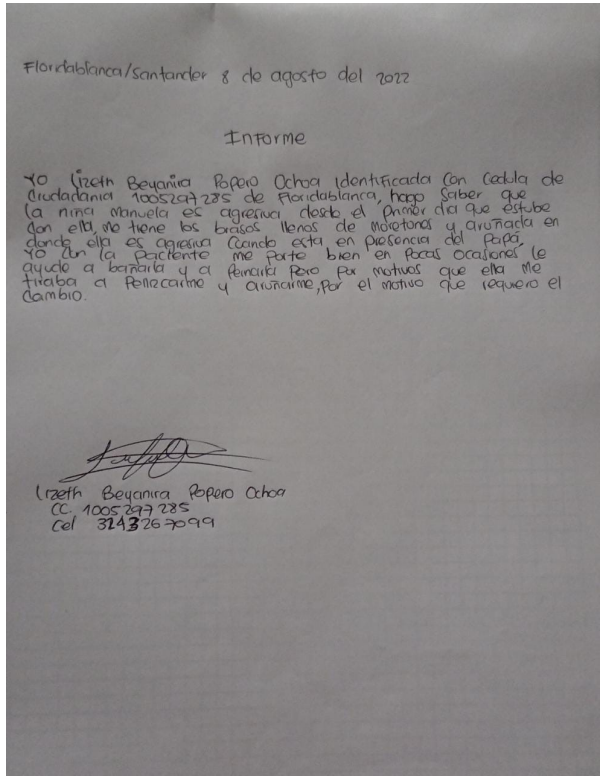 Floridablanca/Santander 8 de agosto del 2022
Informe
Yo Lizeth Beyanira Popero Ochoa Identificada con Cedula de
Ciudadania 1005297285 de Floridablanca, hago Saber que
la niña Manuela es agresiva desde el Primer dia que estube
con ella, me tiene los brasos llenos de moretones y aruñada en
donde ella es agresiva cuando esta en presencia del Papá,
Yo con la paciente me Porte bien en Pocas ocasiones le
ayude a bañarla y a Peinarla Pero Por motivos que ella me
tiraba a Pellizcarme y aruñarme, Por el motivo que requiero el
Cambio.
Lizeth Beyanira Popero Ochoa
CC. 1005297285
Cel 3243267099